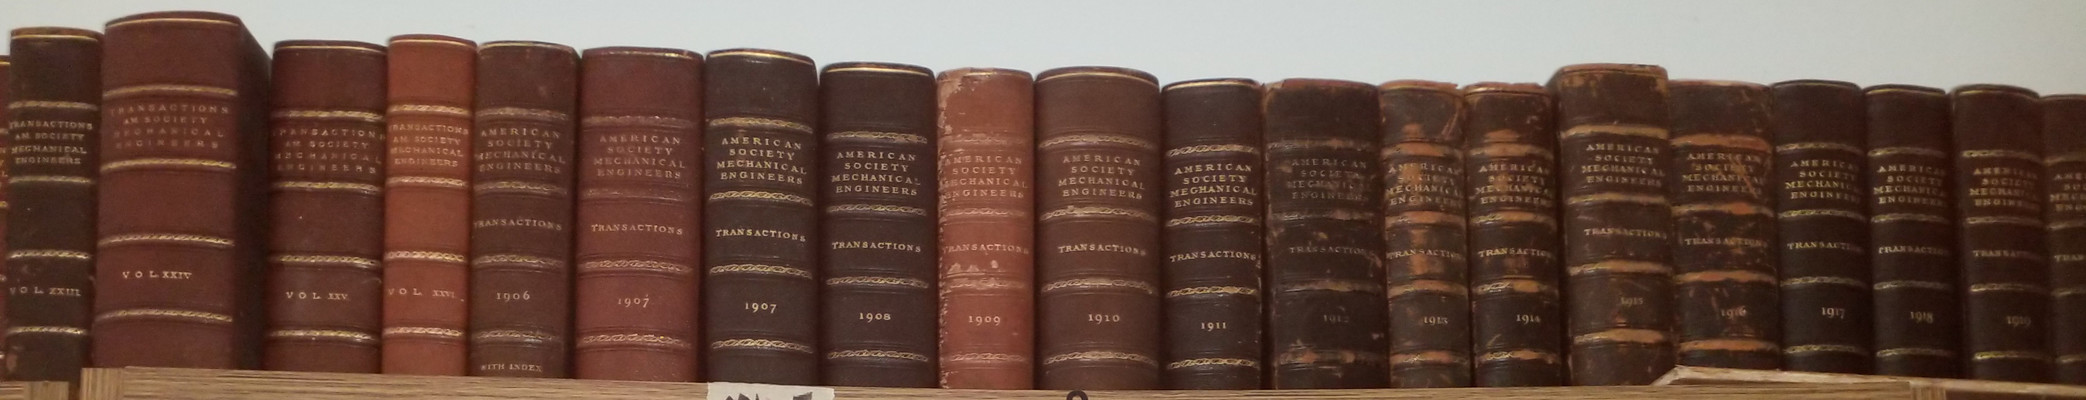 TRANSACTIONS
AM SOCIETY
MECHANICAL
ENGINEERS
VOL. XXIII.
TRANSACTIONS
AM SOCIETY
MECHANICAL
ENGINEERS
VOL. XXIV
TRANSACTIONS
AM. SOCIETY
MECHANICAL
ENGINEERS
VOL. XXV.
TRANSACTIONS
AM SOCIETY
MECHANICAL
ENGINEERS
VOL. XXVI.
AMERICAN
SOCIETY
MECHANICAL
ENGINEERS
TRANSACTIONS
1906
WITH INDEX
AMERICAN
SOCIETY
MECHANICAL
ENGINEERS
TRANSACTIONS
1907
AMERICAN
SOCIETY
MECHANICAL
ENGINEERS
TRANSACTIONS
1907
AMERICAN
SOCIETY
MECHANICAL
ENGINEERS
TRANSACTIONS
1908
AMERICAN
SOCIETY
MECHANICAL
ENGINEERS
TRANSACTIONS
1909
AMERICAN
SOCIETY
MECHANICAL
ENGINEERS
TRANSACTIONS
1910
AMERICAN
SOCIETY
MECHANICAL
ENGINEERS
TRANSACTIONS
1911
AMERICAN
SOCIETY
MECHANICAL
ENGINEERS
TRANSACTIONS
1912
AMERICAN
SOCIETY
MECHANICAL
ENGINEERS
TRANSACTIONS
1913
AMERICAN
SOCIETY
MECHANICAL
ENGINEERS
TRANSACTIONS
1914
AMERICAN
SOCIETY
MECHANICAL
ENGINEERS
TRANSACTIONS
1915
AMERICAN
SOCIETY
MECHANICAL
ENGINEERS
TRANSACTIONS
1916
AMERICAN
SOCIETY
MECHANICAL
ENGINEERS
TRANSACTIONS
1917
AMERICAN
SOCIETY
MECHANICAL
ENGINEERS
TRANSACTIONS
1918
AMERICAN
SOCIETY
MECHANICAL
ENGINEERS
TRANSACTIONS
1919